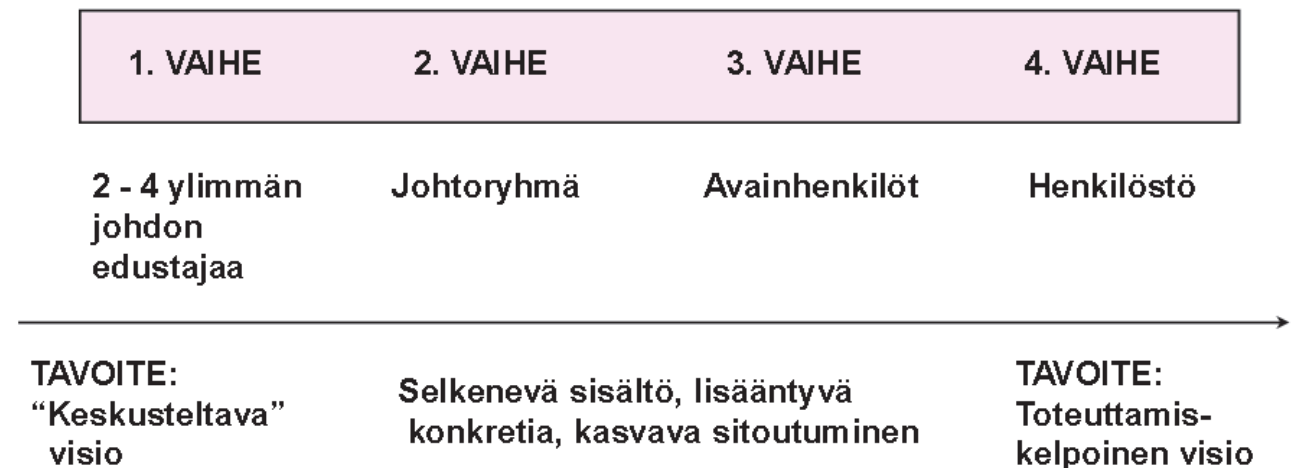 1. VAIHE 2. VAIHE 3. VAIHE 4. VAIHE
2 - 4 ylimmän
johdon
edustajaa
Johtoryhmä
Avainhenkilöt
Henkilöstö
TAVOITE:
“Keskusteltava”
visio
Selkenevä sisältö, lisääntyvä
konkretia, kasvava sitoutuminen
TAVOITE:
Toteuttamis-
kelpoinen visio